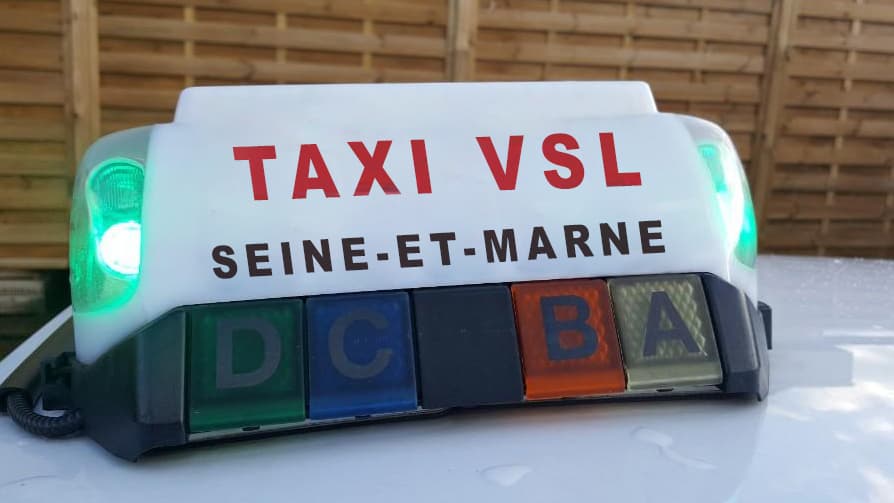 TAXI VSL
SEINE-ET-MARNE
D C B A